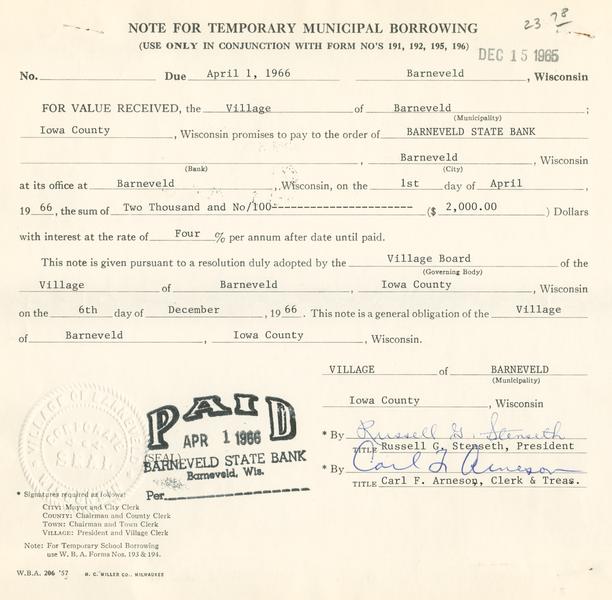 NOTE FOR TEMPORARY MUNICIPAL BORROWING
23 78
(USE ONLY IN CONJUNCTION WITH FORM NO'S 191, 192, 195, 196)
DEC 15 1965
No. Due April 1, 1966 Barneveld , Wisconsin
FOR VALUE RECEIVED, the Village of Barneveld ;
(Municipality)
Iowa County , Wisconsin promises to pay to the order of BARNEVELD STATE BANK
, Barneveld , Wisconsin
(Bank) (City)
at its office at Barneveld , Wisconsin, on the 1st day of April
19 66, the sum of Two Thousand and No/100--------------------- ($ 2,000.00 ) Dollars
with interest at the rate of Four % per annum after date until paid.
This note is given pursuant to a resolution duly adopted by the Village Board of the
(Governing Body)
Village of Barneveld , Iowa County , Wisconsin
on the 6th day of December , 19 66. This note is a general obligation of the Village
of Barneveld , Iowa County , Wisconsin.
VILLAGE of BARNEVELD
(Municipality)
Iowa County , Wisconsin
VILLAGE OF BARNEVELD
CORPORATE
SEAL
PAID
APR 1 1966
(SEAL)
BARNEVELD STATE BANK
Barneveld, Wis.
Per
* By Russell G. Stenseth
TITLE Russell G. Stenseth, President
* By Carl F. Arneson
TITLE Carl F. Arneson, Clerk & Treas.
* Signatures required as follows:
CITY: Mayor and City Clerk
COUNTY: Chairman and County Clerk
TOWN: Chairman and Town Clerk
VILLAGE: President and Village Clerk
Note: For Temporary School Borrowing
use W. B. A. Forms Nos. 193 & 194.
W.B.A. 206 '57 H. C. MILLER CO., MILWAUKEE